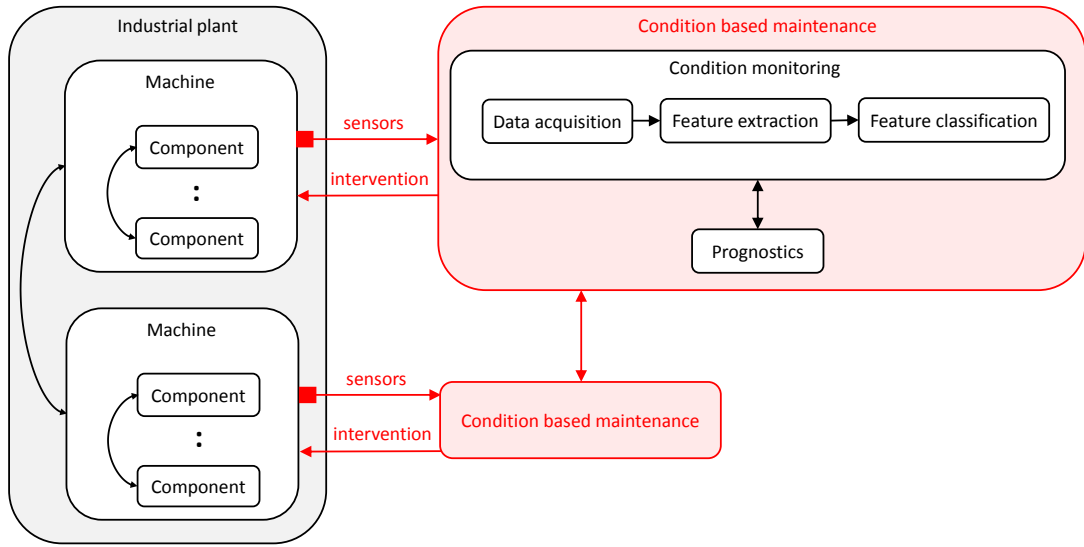 Industrial plant
Machine
Component
:
Component
Machine
Component
:
Component
sensors
intervention
sensors
intervention
Condition based maintenance
Condition monitoring
Data acquisition
Feature extraction
Feature classification
Prognostics
Condition based maintenance